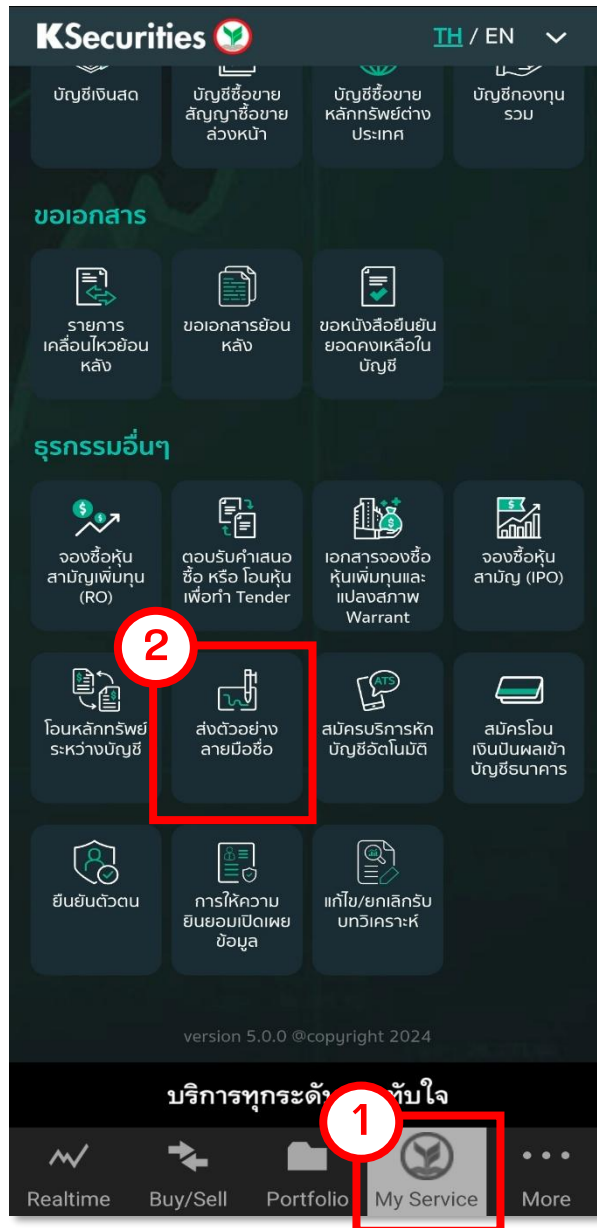 KSecurities
TH / EN
บัญชีเงินสด
บัญชีซื้อขาย
สัญญาซื้อขาย
ล่วงหน้า
บัญชีซื้อขาย
หลักทรัพย์ต่าง
ประเทศ
บัญชีกองทุน
รวม
ขอเอกสาร
รายการ
เคลื่อนไหวย้อน
หลัง
ขอเอกสารย้อน
หลัง
ขอหนังสือยืนยัน
ยอดคงเหลือใน
บัญชี
ธุรกรรมอื่นๆ
จองซื้อหุ้น
สามัญเพิ่มทุน
(RO)
ตอบรับคำเสนอ
ซื้อ หรือ โอนหุ้น
เพื่อทำ Tender
เอกสารจองซื้อ
หุ้นเพิ่มทุนและ
แปลงสภาพ
Warrant
จองซื้อหุ้น
สามัญ (IPO)
2
โอนหลักทรัพย์
ระหว่างบัญชี
ส่งตัวอย่าง
ลายมือชื่อ
ATS
สมัครบริการหัก
บัญชีอัตโนมัติ
สมัครโอน
เงินปันผลเข้า
บัญชีธนาคาร
ยืนยันตัวตน
การให้ความ
ยินยอมเปิดเผย
ข้อมูล
แก้ไข/ยกเลิกรับ
บทวิเคราะห์
version 5.0.0 @copyright 2024
บริการทุกระดับ ทับใจ
1
Realtime
Buy/Sell
Portfolio
My Service
More